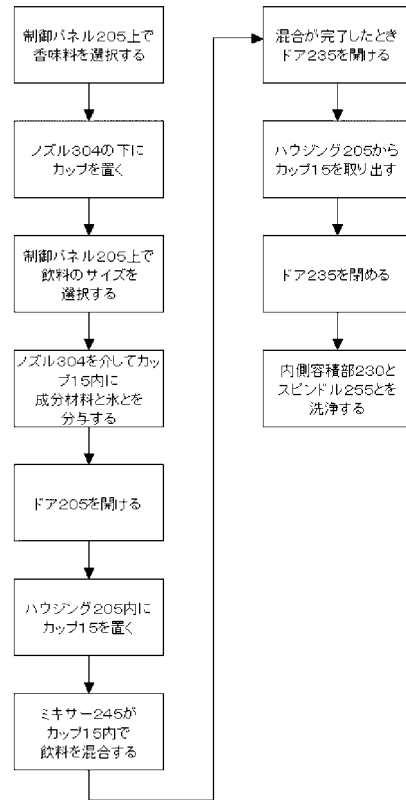 制御パネル205上で
香味料を選択する
ノズル304の下に
カップを置く
制御パネル205上で
飲料のサイズを
選択する
ノズル304を介してカッ
プ15内に
成分材料と氷とを
分与する
ドア205を開ける
ハウジング205内に
カップ15を置く
ミキサー245が
カップ15内で
飲料を混合する
混合が完了したとき
ドア235を開ける
ハウジング205から
カップ15を取り出す
ドア235を閉める
内側容積部230と
スピンドル255とを
洗浄する